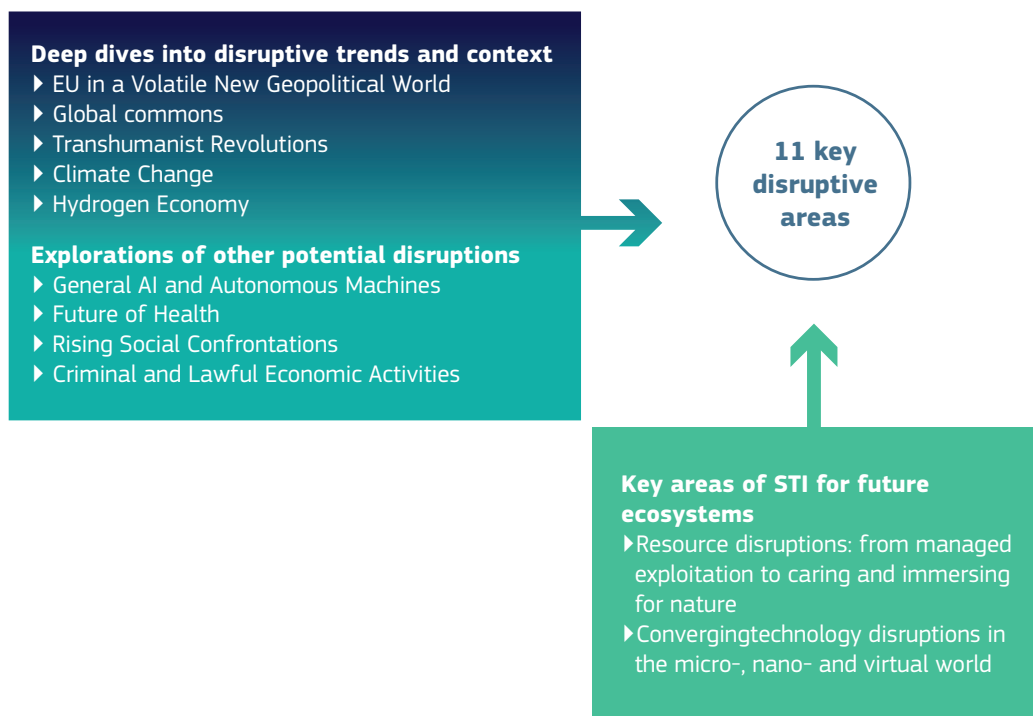 Deep dives into disruptive trends and context
EU in a Volatile New Geopolitical World
Global commons
Transhumanist Revolutions
Climate Change
Hydrogen Economy
Explorations of other potential disruptions
General AI and Autonomous Machines
Future of Health
Rising Social Confrontations
Criminal and Lawful Economic Activities
11 key
disruptive
areas
Key areas of STI for future
ecosystems
Resource disruptions: from managed
exploitation to caring and immersing
for nature
Convergingtechnology disruptions in
the micro-, nano- and virtual world